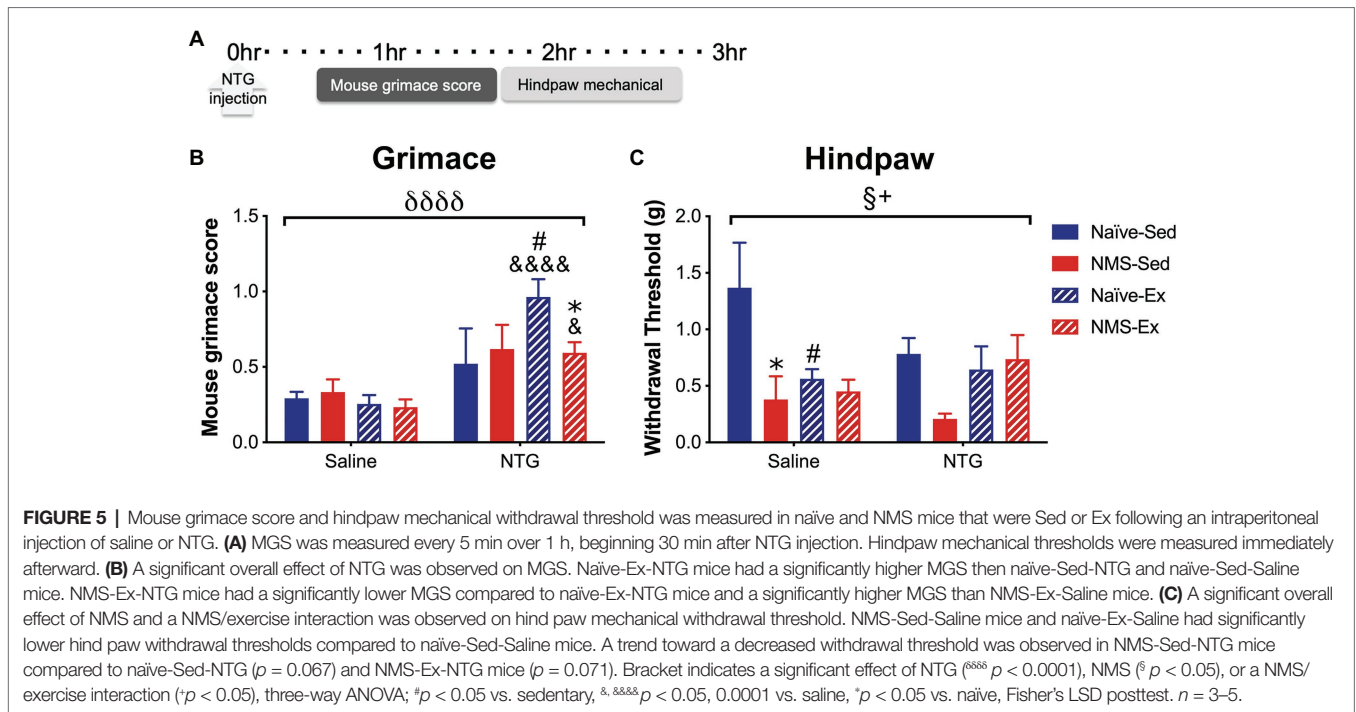 A
0hr 1hr 2hr 3hr
NTG injection
Mouse grimace score
Hindpaw mechanical
B
Grimace
δδδδ
#
&&&&
*
&
Mouse grimace score
1.5
1.0
0.5
0.0
Saline
NTG
C
Hindpaw
§+
*
#
Withdrawal Threshold (g)
2.0
1.5
1.0
0.5
0.0
Saline
NTG
Naïve-Sed
NMS-Sed
Naïve-Ex
NMS-Ex
FIGURE 5 | Mouse grimace score and hindpaw mechanical withdrawal threshold was measured in naïve and NMS mice that were Sed or Ex following an intraperitoneal
injection of saline or NTG. (A) MGS was measured every 5 min over 1 h, beginning 30 min after NTG injection. Hindpaw mechanical thresholds were measured immediately
afterward. (B) A significant overall effect of NTG was observed on MGS. Naïve-Ex-NTG mice had a significantly higher MGS then naïve-Sed-NTG and naïve-Sed-Saline
mice. NMS-Ex-NTG mice had a significantly lower MGS compared to naïve-Ex-NTG mice and a significantly higher MGS than NMS-Ex-Saline mice. (C) A significant overall
effect of NMS and a NMS/exercise interaction was observed on hind paw mechanical withdrawal threshold. NMS-Sed-Saline mice and naïve-Ex-Saline had significantly
lower hind paw withdrawal thresholds compared to naïve-Sed-Saline mice. A trend toward a decreased withdrawal threshold was observed in NMS-Sed-NTG mice
compared to naïve-Sed-NTG (p = 0.067) and NMS-Ex-NTG mice (p = 0.071). Bracket indicates a significant effect of NTG (δδδδ p < 0.0001), NMS (§ p < 0.05), or a NMS/
exercise interaction (+p < 0.05), three-way ANOVA; #p < 0.05 vs. sedentary, &, &&&&p < 0.05, 0.0001 vs. saline, *p < 0.05 vs. naïve, Fisher's LSD posttest. n = 3–5.